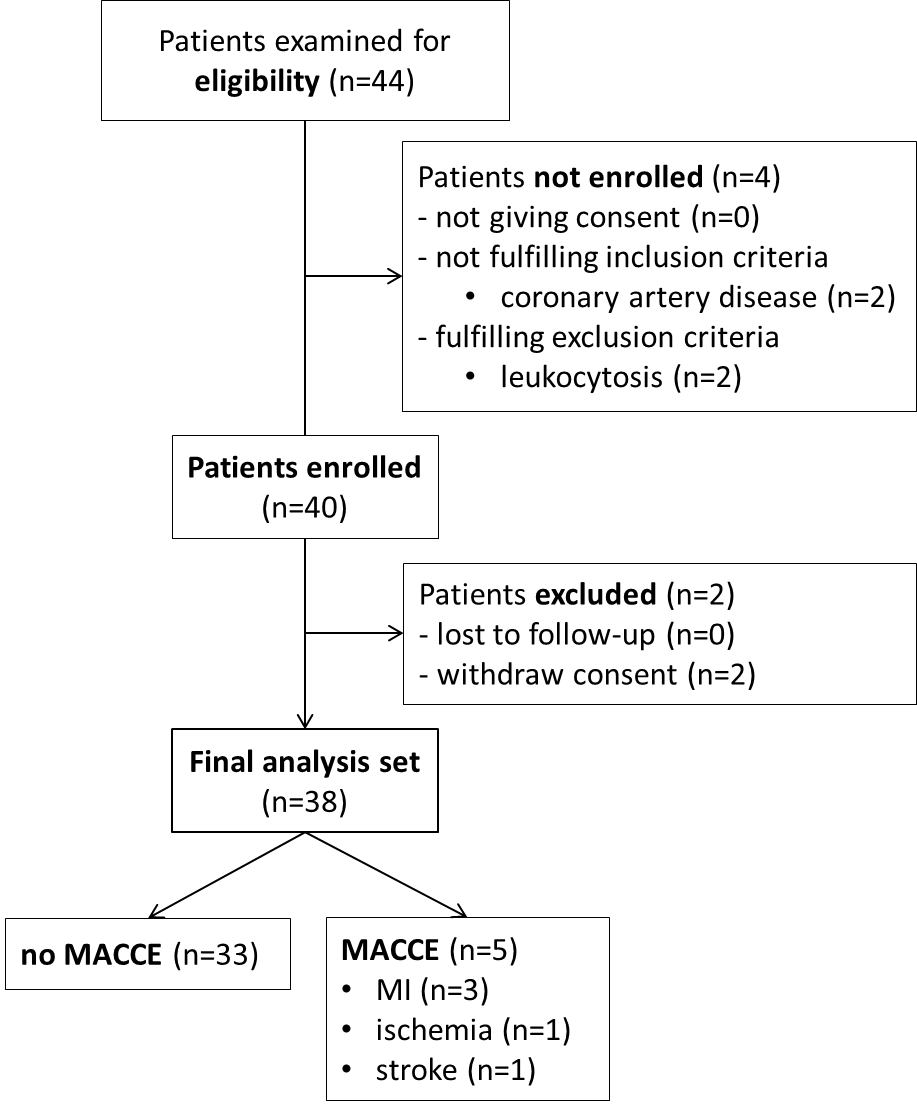 Patients examined for
eligibility (n=44)
Patients not enrolled (n=4)
- not giving consent (n=0)
- not fulfilling inclusion criteria
• coronary artery disease (n=2)
- fulfilling exclusion criteria
• leukocytosis (n=2)
Patients enrolled
(n=40)
Patients excluded (n=2)
- lost to follow-up (n=0)
- withdraw consent (n=2)
Final analysis set
(n=38)
no MACCE (n=33)
MACCE (n=5)
• MI (n=3)
• ischemia (n=1)
• stroke (n=1)